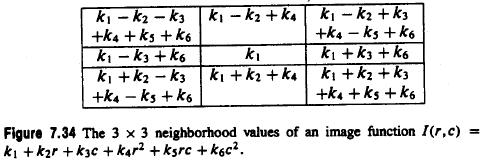 k₁ − k₂ − k₃ k₁ − k₂ + k₄ k₁ − k₂ + k₃
+k₄ + k₅ + k₆ +k₄ − k₅ + k₆
k₁ − k₃ + k₆ k₁ k₁ + k₃ + k₆
k₁ + k₂ − k₃ k₁ + k₂ + k₄ k₁ + k₂ + k₃
+k₄ − k₅ + k₆ +k₄ + k₅ + k₆
Figure 7.34 The 3 × 3 neighborhood values of an image function I(r,c) =
k₁ + k₂r + k₃c + k₄r² + k₅rc + k₆c².